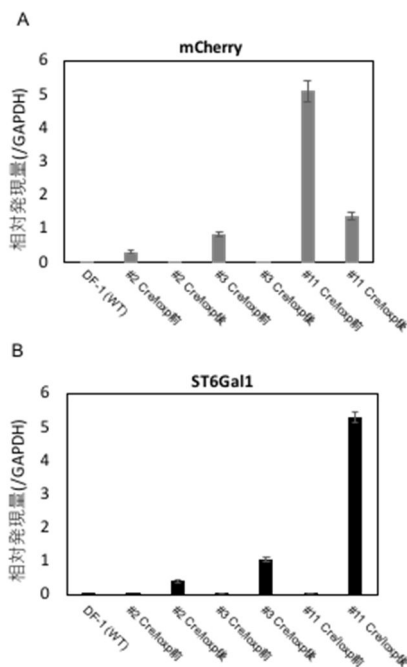 A
mCherry
相対発現量(/GAPDH)
6
5
4
3
2
1
0
DF-1 (WT)
#2 Cre/loxp前
#2 Cre/loxp後
#3 Cre/loxp前
#3 Cre/loxp後
#11 Cre/loxp前
#11 Cre/loxp後
B
ST6Gal1
相対発現量(/GAPDH)
6
5
4
3
2
1
0
DF-1 (WT)
#2 Cre/loxp前
#2 Cre/loxp後
#3 Cre/loxp前
#3 Cre/loxp後
#11 Cre/loxp前
#11 Cre/loxp後